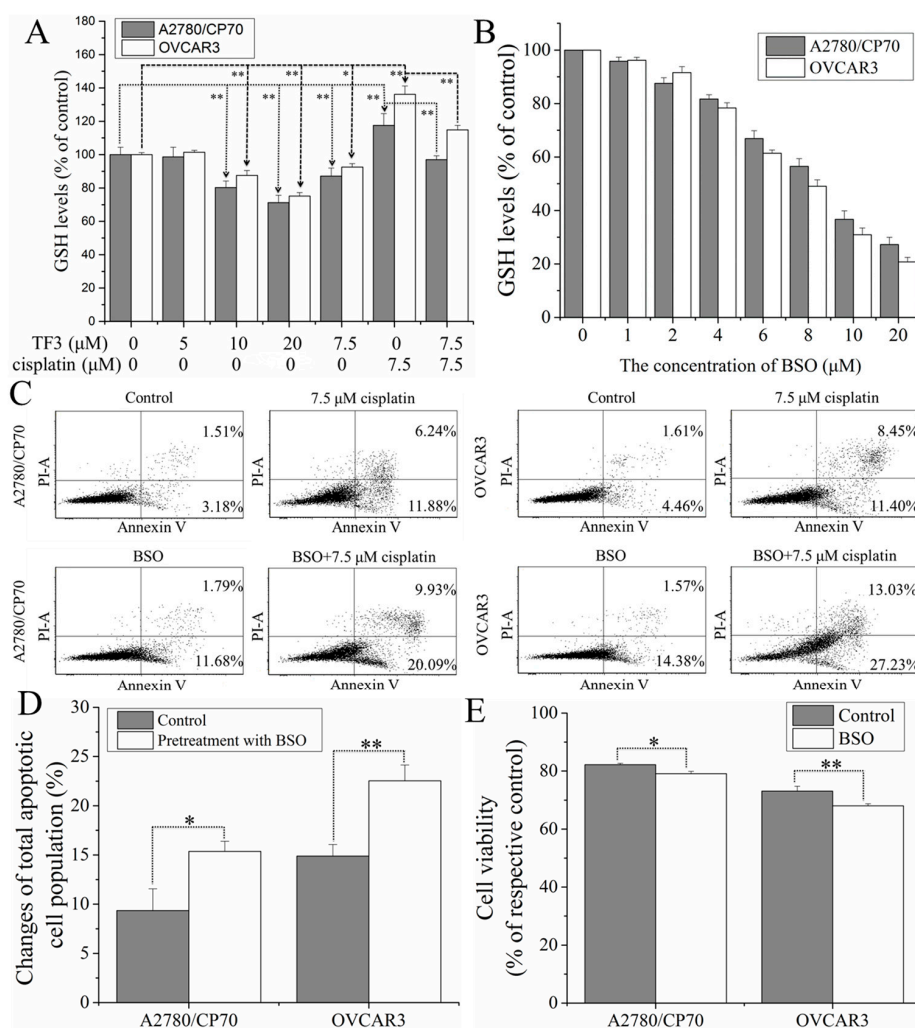 A
A2780/CP70
OVCAR3
GSH levels (% of control)
180
160
140
120
100
80
60
40
20
0
** ** * ** **
** ** ** ** **
TF3 (μM) 0 5 10 20 7.5 0 7.5
cisplatin(μM) 0 0 0 0 0 7.5 7.5
B
A2780/CP70
OVCAR3
GSH levels (% of control)
100
80
60
40
20
0
0 1 2 4 6 8 10 20
The concentration of BSO (μM)
C
Control
A2780/CP70
PI-A
1.51%
3.18%
Annexin V
7.5 μM cisplatin
PI-A
6.24%
11.88%
Annexin V
Control
OVCAR3
PI-A
1.61%
4.46%
Annexin V
7.5 μM cisplatin
PI-A
8.45%
11.40%
Annexin V
BSO
A2780/CP70
PI-A
1.79%
11.68%
Annexin V
BSO+7.5 μM cisplatin
PI-A
9.93%
20.09%
Annexin V
BSO
OVCAR3
PI-A
1.57%
14.38%
Annexin V
BSO+7.5 μM cisplatin
PI-A
13.03%
27.23%
Annexin V
D
Control
Pretreatment with BSO
Changes of total apoptotic
cell population (%)
30
25
20
15
10
5
0
*
**
A2780/CP70 OVCAR3
E
Control
BSO
Cell viability
(% of respective control)
100
80
60
40
20
0
*
**
A2780/CP70 OVCAR3